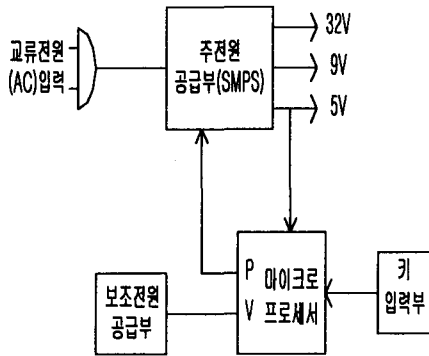 교류전원
(AC)입력
주전원
공급부(SMPS)
32V
9V
5V
보조전원
공급부
P
V
마이크로
프로세서
키
입력부